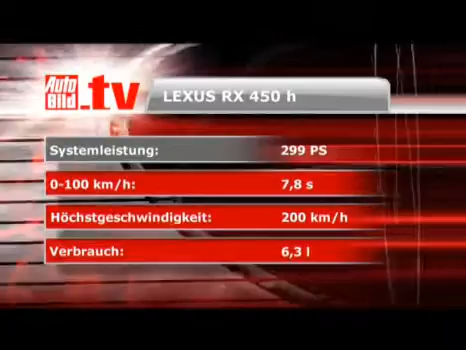 Auto
Bild
.tv
LEXUS RX 450 h
Systemleistung: 299 PS
0-100 km/h: 7,8 s
Höchstgeschwindigkeit: 200 km/h
Verbrauch: 6,3 l